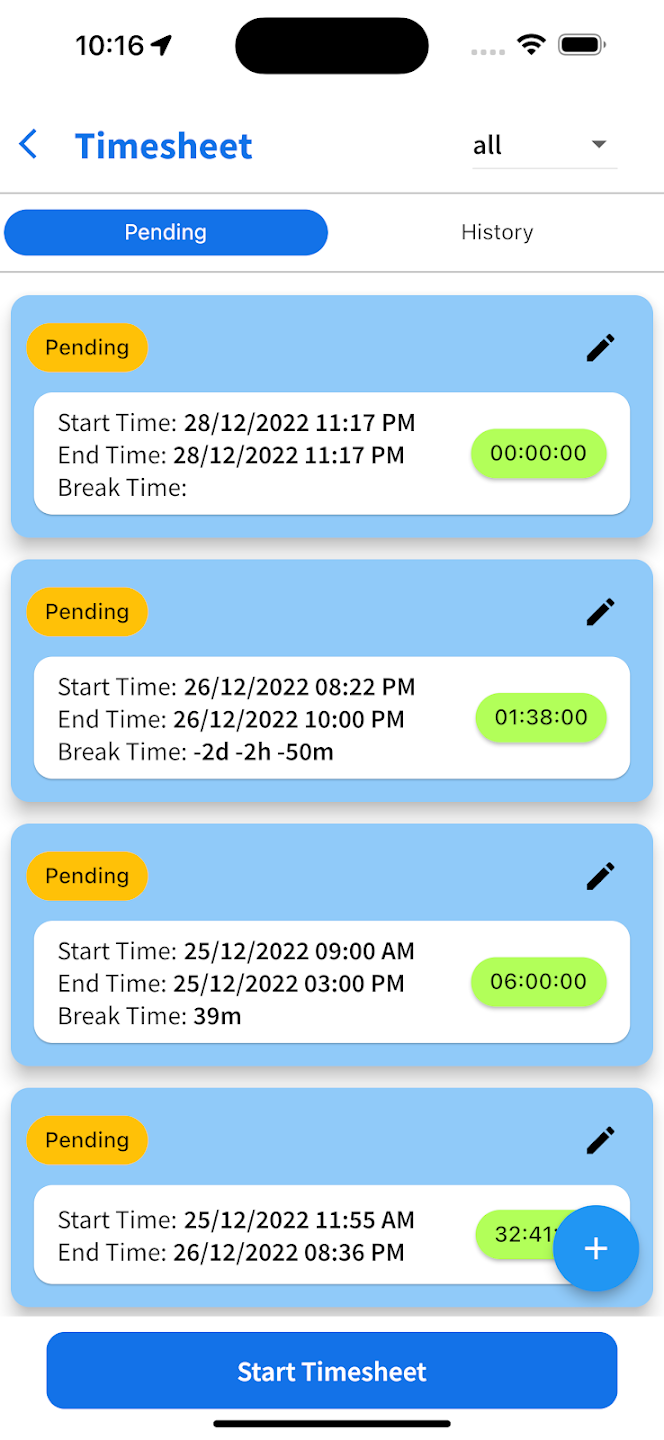 10:16
Timesheet
all
Pending
History
Pending
Start Time: 28/12/2022 11:17 PM
End Time: 28/12/2022 11:17 PM
Break Time:
00:00:00
Pending
Start Time: 26/12/2022 08:22 PM
End Time: 26/12/2022 10:00 PM
Break Time: -2d -2h -50m
01:38:00
Pending
Start Time: 25/12/2022 09:00 AM
End Time: 25/12/2022 03:00 PM
Break Time: 39m
06:00:00
Pending
Start Time: 25/12/2022 11:55 AM
End Time: 26/12/2022 08:36 PM
32:41:
+
Start Timesheet